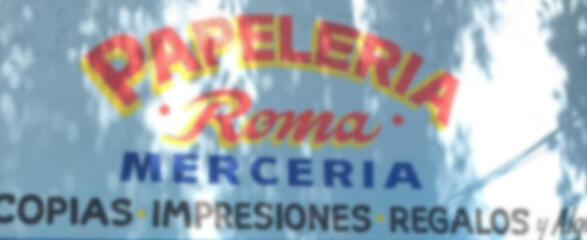 PAPELERIA
• Roma •
MERCERIA
COPIAS • IMPRESIONES • REGALOS y